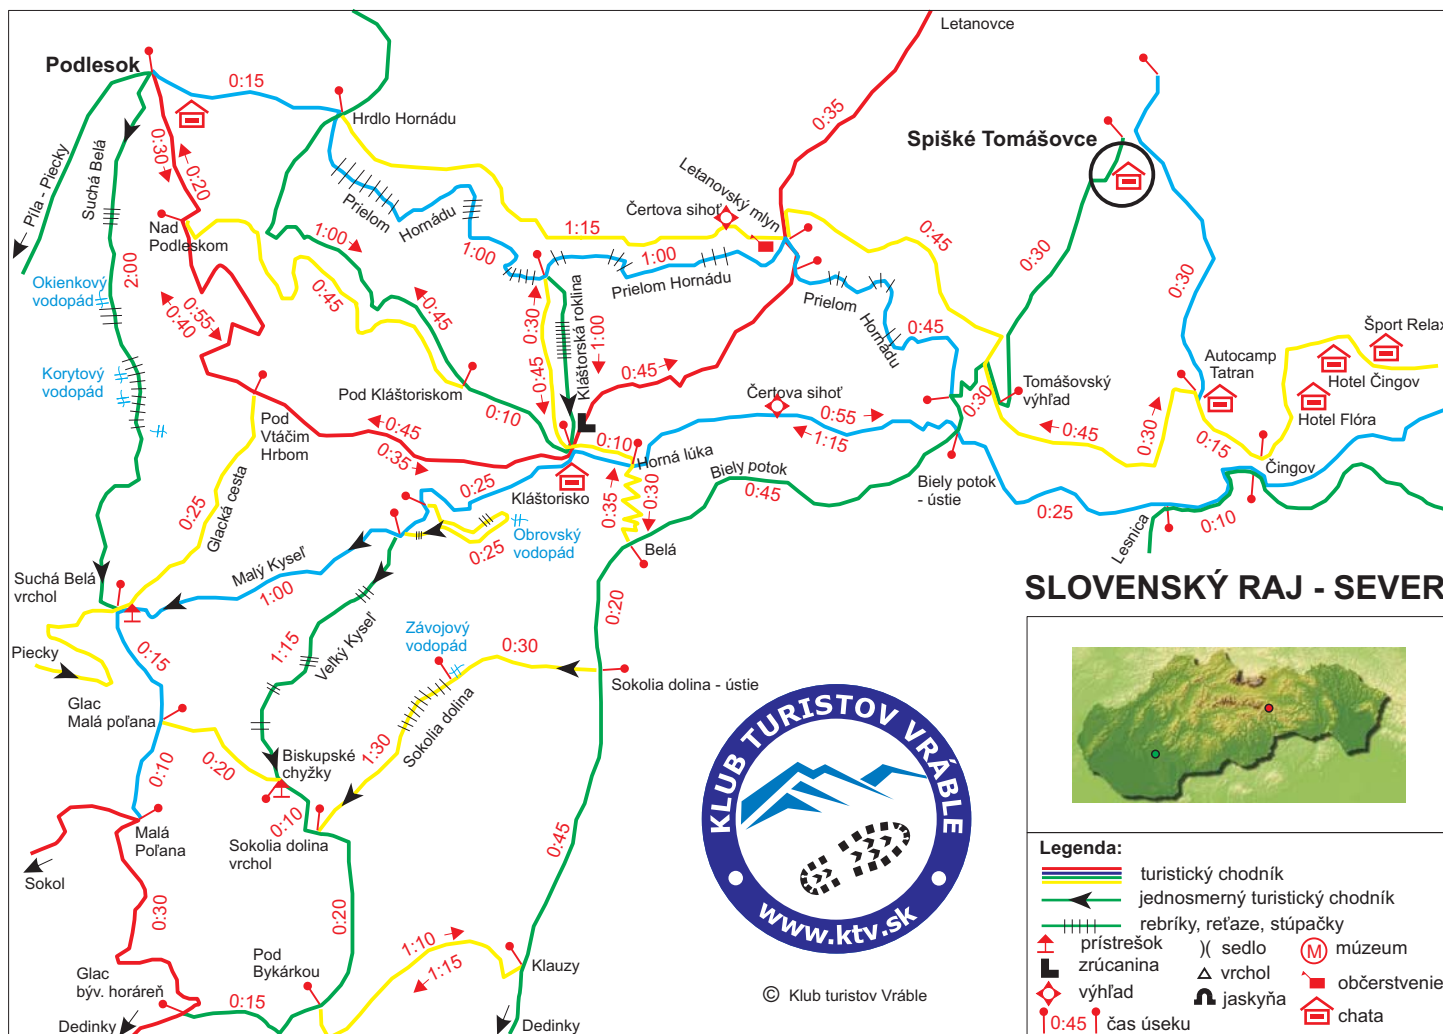 Letanovce
Podlesok
0:15
Hrdlo Hornádu
0:35
Spišké Tomášovce
Píla - Piecky
Suchá Belá
0:30
0:20
Prielom
Hornádu
Letanovský mlyn
Čertova sihoť
1:15
Nad
Podleskom
1:00
1:00
1:00
Prielom Hornádu
0:45
0:30
0:30
2:00
Okienkový
vodopád
0:55
0:40
0:45
0:45
0:30
Kláštorská roklina
1:00
Prielom
Hornádu
0:45
Šport Relax
Autocamp
Tatran
Hotel Čingov
Korytový
vodopád
Pod Kláštoriskom
0:45
0:45
Čertova sihoť
0:30
Tomášovský
výhľad
Hotel Flóra
0:10
0:55
1:15
0:45
0:30
0:15
Pod
Vtáčim
Hrbom
0:45
0:35
0:10
Horná lúka
Biely potok
0:45
Biely potok
- ústie
Čingov
0:25
Glacká cesta
0:25
Kláštorisko
0:35
0:30
0:25
0:10
Lesnica
Obrovský
vodopád
0:25
Belá
Suchá Belá
vrchol
Malý Kyseľ
1:00
0:20
SLOVENSKÝ RAJ - SEVER
Piecky
0:15
1:15
Veľký Kyseľ
Závojový
vodopád
0:30
Sokolia dolina - ústie
Glac
Malá poľana
Sokolia dolina
1:30
0:10
0:20
Biskupské
chyžky
0:10
KLUB TURISTOV VRÁBLE
www.ktv.sk
Malá
Poľana
Sokolia dolina
vrchol
0:45
Sokol
0:30
0:20
Legenda:
turistický chodník
jednosmerný turistický chodník
rebríky, reťaze, stúpačky
prístrešok
)( sedlo
M múzeum
zrúcanina
vrchol
občerstvenie
výhľad
jaskyňa
0:45 čas úseku
chata
Pod
Bykárkou
1:10
1:15
Klauzy
Glac
býv. horáreň
0:15
© Klub turistov Vráble
Dedinky
Dedinky